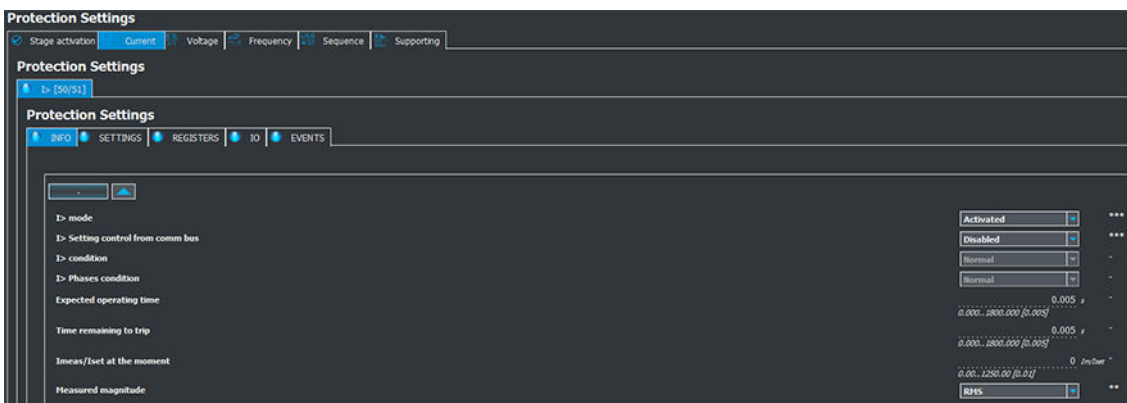 Protection Settings
Stage activation Current Voltage Frequency Sequence Supporting
Protection Settings
I> [50/51]
Protection Settings
INFO SETTINGS REGISTERS IO EVENTS
-
I> mode Activated ***
I> Setting control from comm bus Disabled ***
I> condition Normal -
I> Phases condition Normal -
Expected operating time 0.005 s -
0.000..1800.000 [0.005]
Time remaining to trip 0.005 s -
0.000..1800.000 [0.005]
Imeas/Iset at the moment 0 Im/Iset -
0.00..1250.00 [0.01]
Measured magnitude RMS **